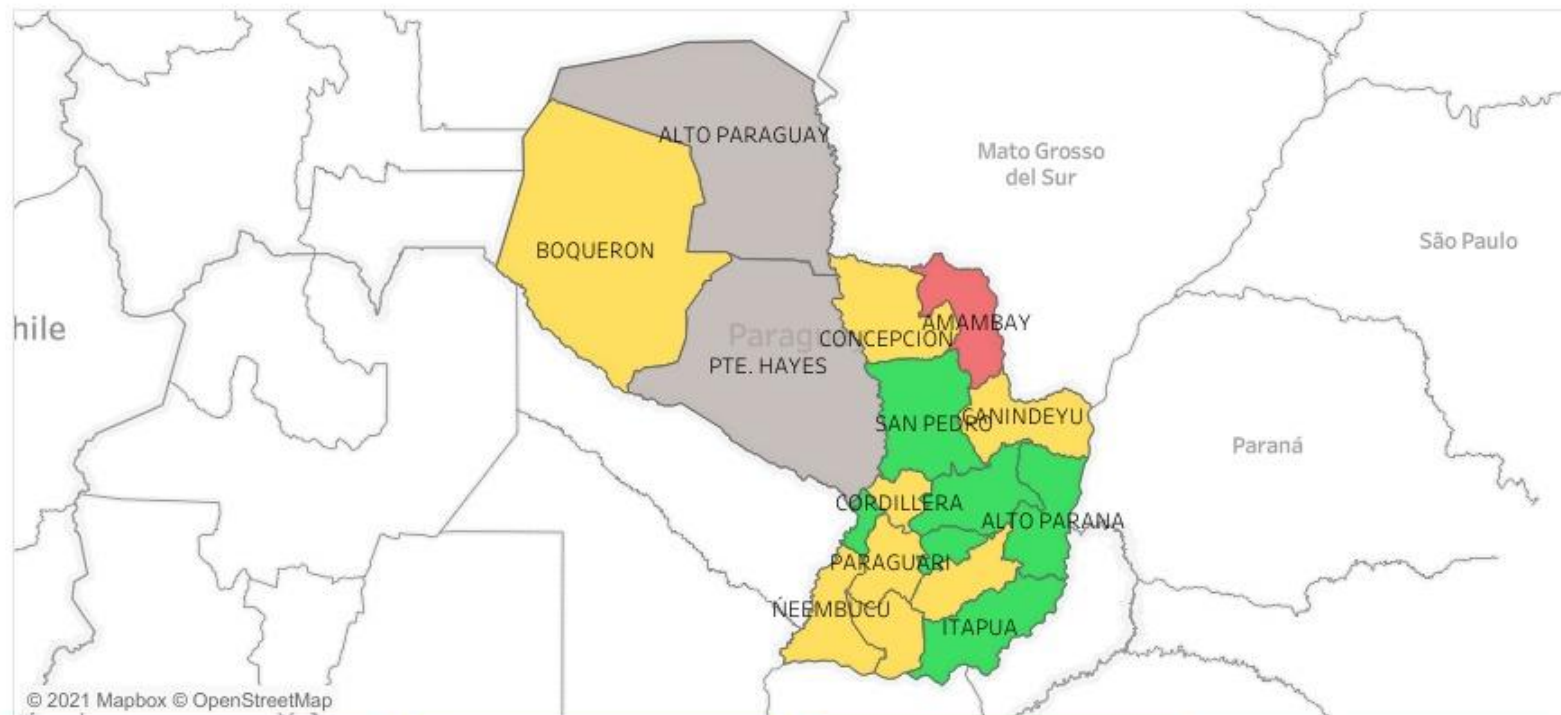 ALTO PARAGUAY
Mato Grosso
del Sur
São Paulo
BOQUERON
hile
AMAMBAY
CONCEPCION
PTE. HAYES
CANINDEYU
SAN PEDRO
Paraná
CORDILLERA
ALTO PARANA
PARAGUARI
ÑEEMBUCU
ITAPUA
© 2021 Mapbox © OpenStreetMap